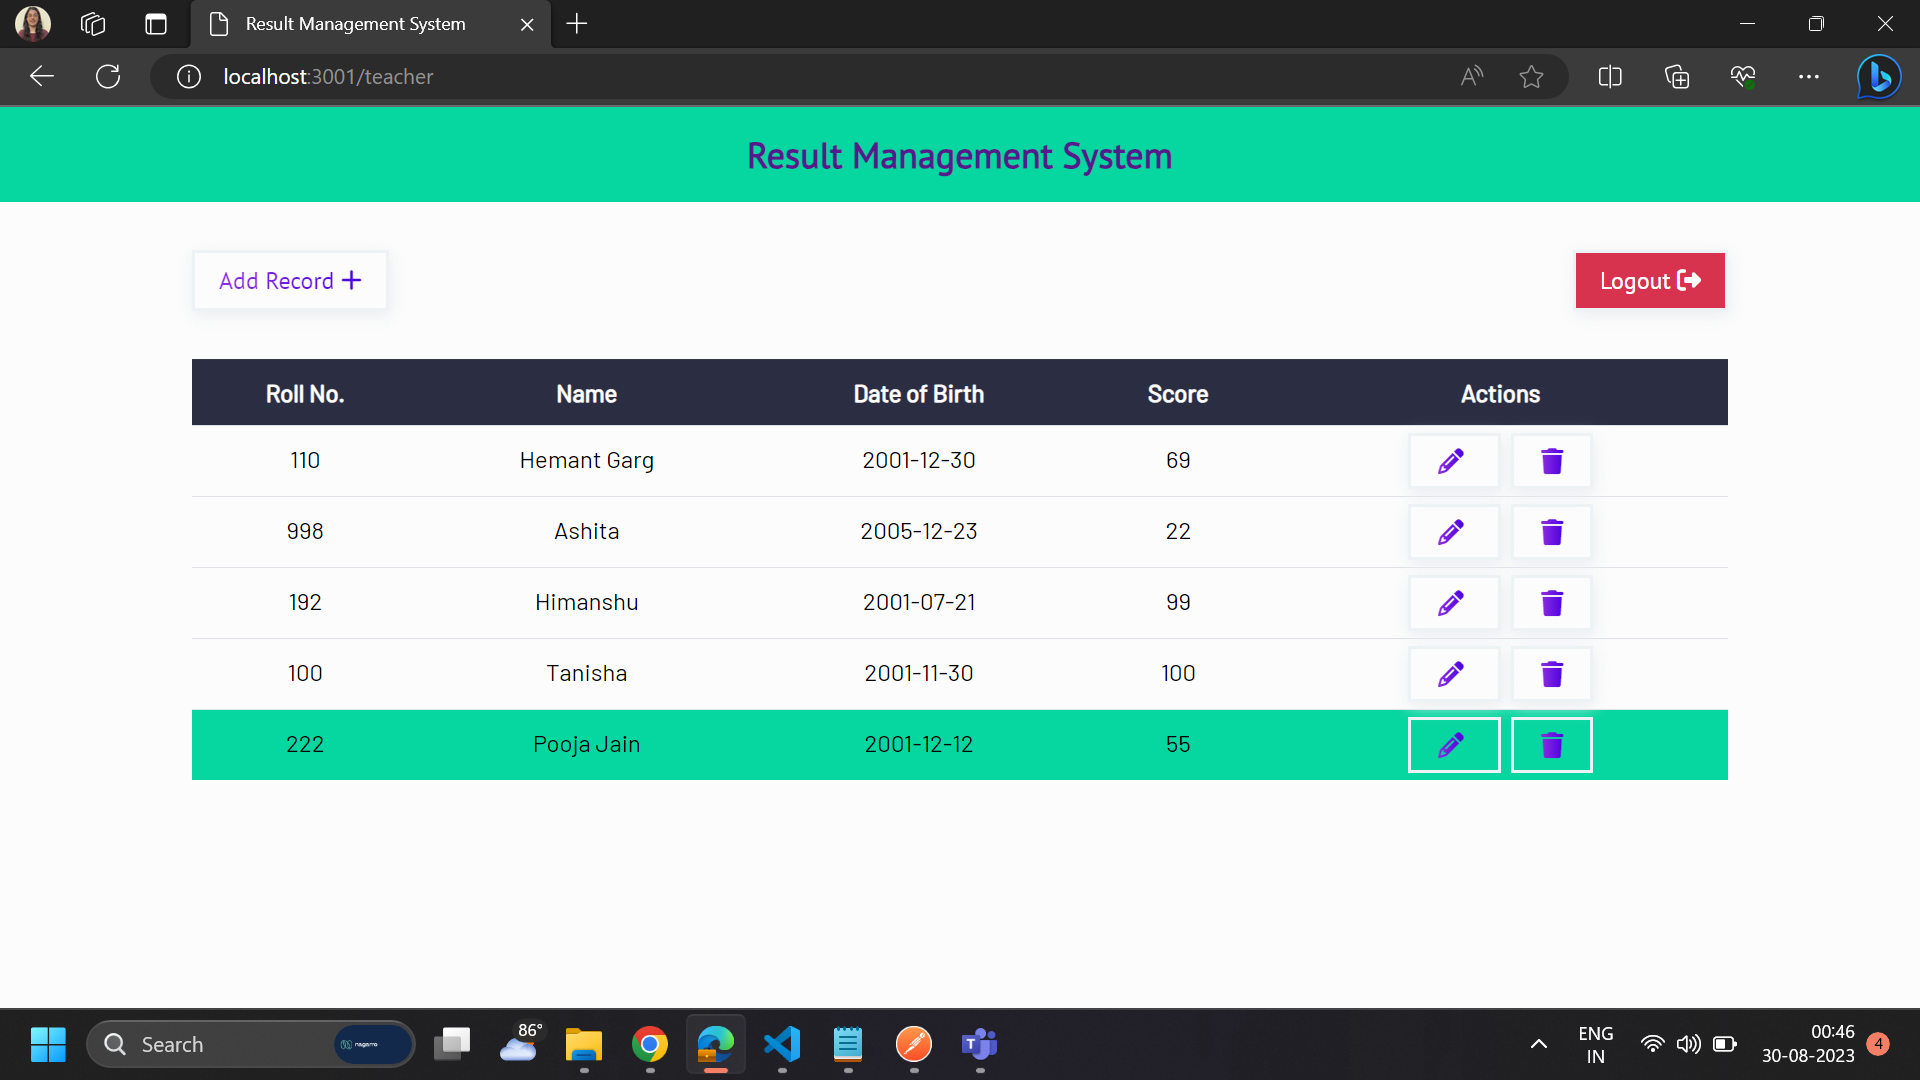 Result Management System
localhost:3001/teacher
Result Management System
Add Record
Logout
Roll No. Name Date of Birth Score Actions
110 Hemant Garg 2001-12-30 69
998 Ashita 2005-12-23 22
192 Himanshu 2001-07-21 99
100 Tanisha 2001-11-30 100
222 Pooja Jain 2001-12-12 55
86°
Search nagarro
ENG 00:46
IN 30-08-2023 4